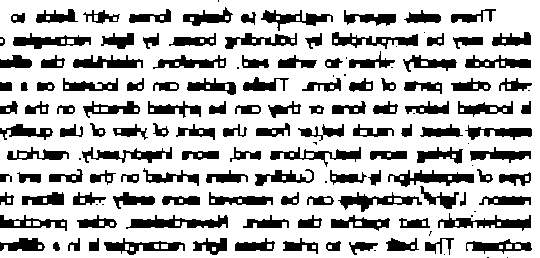 There exist several methods to design forms with fields to
fields may be surrounded by bounding boxes, by light rectangles o
methods specify where to write and, therefore, minimize the effec
with other parts of the form. These guides can be located on a se
is located below the form or they can be printed directly on the for
separate sheet is much better from the point of view of the quality
requires giving more instructions and, more importantly, restricts
type of acquisition is used. Guiding rulers printed on the form are m
reason. Light rectangles can be removed more easily with filters th
handwritten text touches the rulers. Nevertheless, other practical
account: The best way to print these light rectangles is in a differen